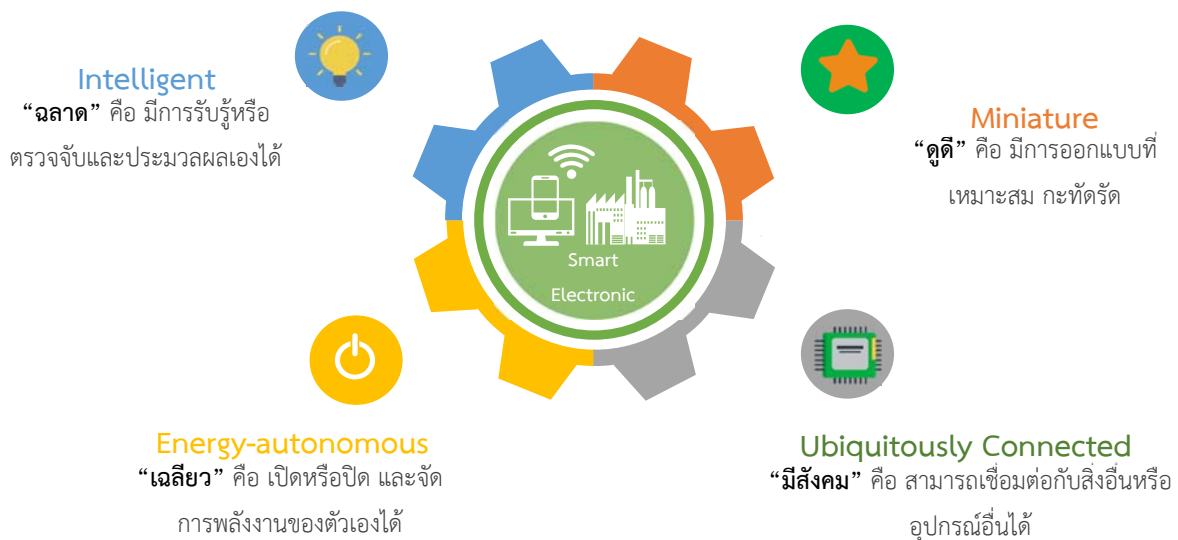 Intelligent
“ฉลาด” คือ มีการรับรู้หรือ
ตรวจจับและประมวลผลเองได้
Miniature
“ดูดี” คือ มีการออกแบบที่
เหมาะสม กะทัดรัด
Smart
Electronic
Energy-autonomous
“เฉลียว” คือ เปิดหรือปิด และจัด
การพลังงานของตัวเองได้
Ubiquitously Connected
“มีสังคม” คือ สามารถเชื่อมต่อกับสิ่งอื่นหรือ
อุปกรณ์อื่นได้